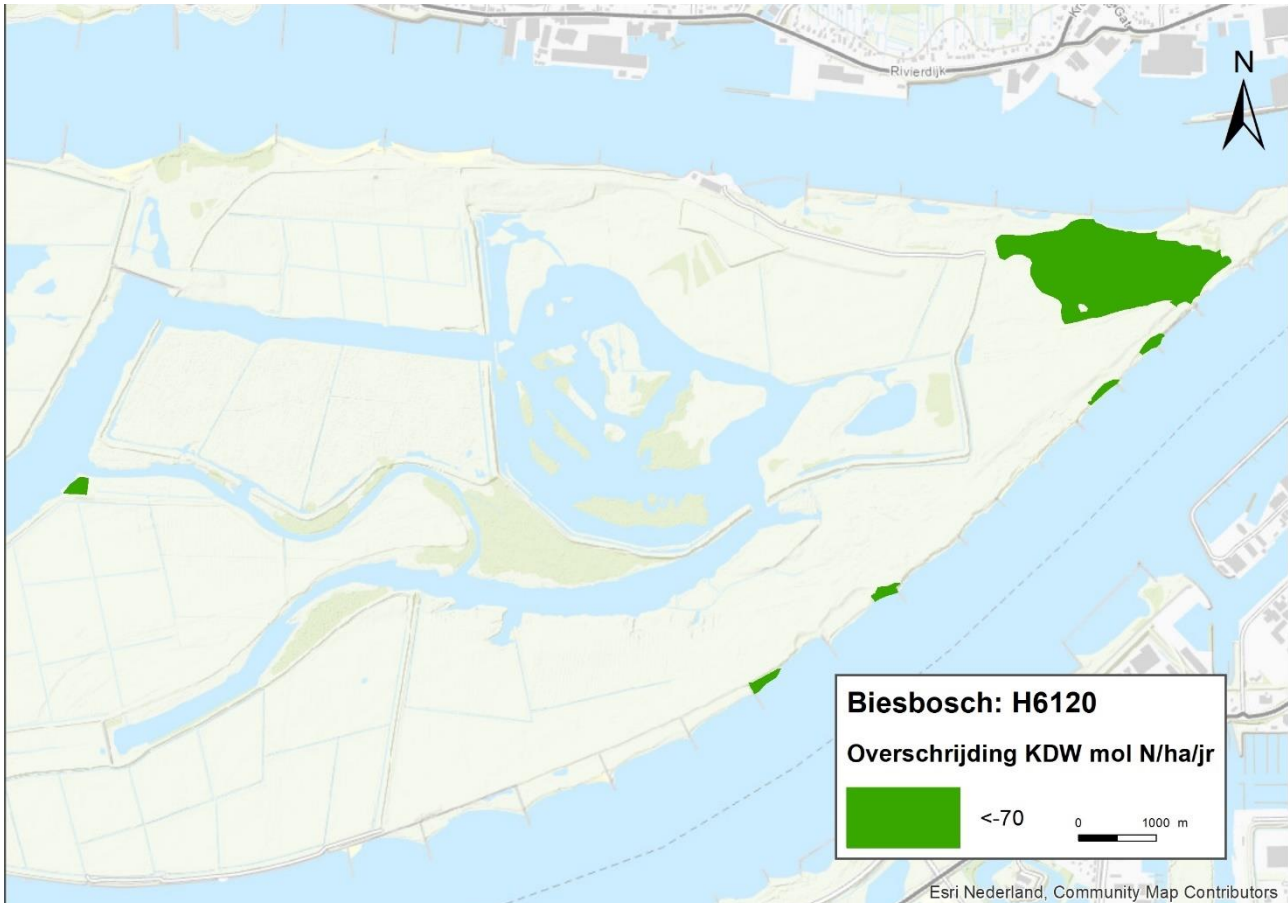 Rivierdijk
N
Biesbosch: H6120
Overschrijding KDW mol N/ha/jr
<-70
0 1000 m
Esri Nederland, Community Map Contributors